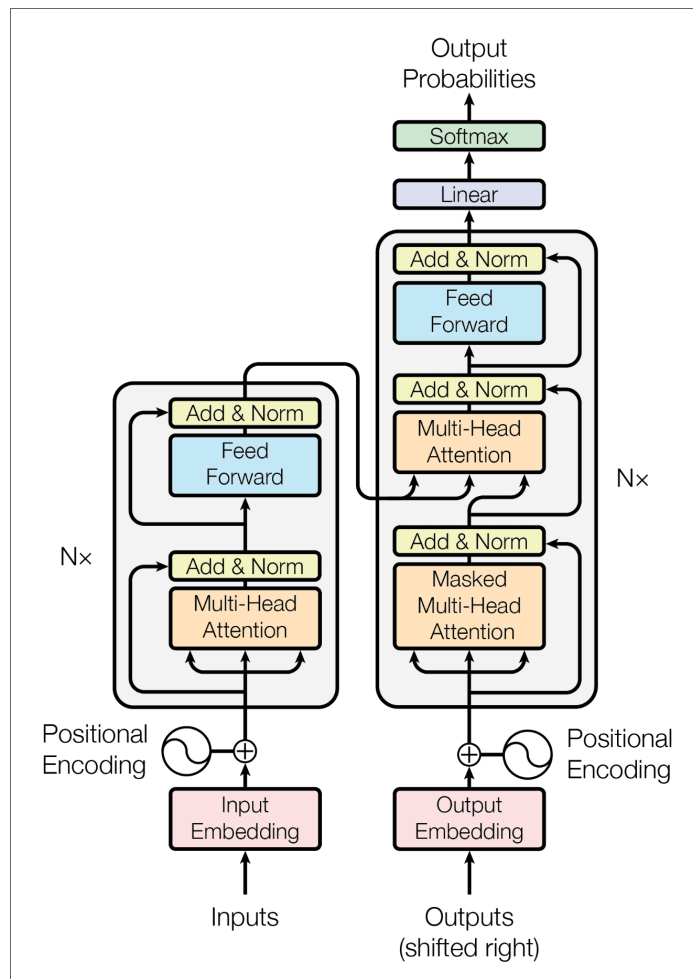 Output
Probabilities
Softmax
Linear
Add & Norm
Feed
Forward
Add & Norm
Multi-Head
Attention
Add & Norm
Masked
Multi-Head
Attention
N×
Add & Norm
Feed
Forward
Add & Norm
Multi-Head
Attention
N×
Positional
Encoding
Positional
Encoding
Input
Embedding
Output
Embedding
Inputs
Outputs
(shifted right)